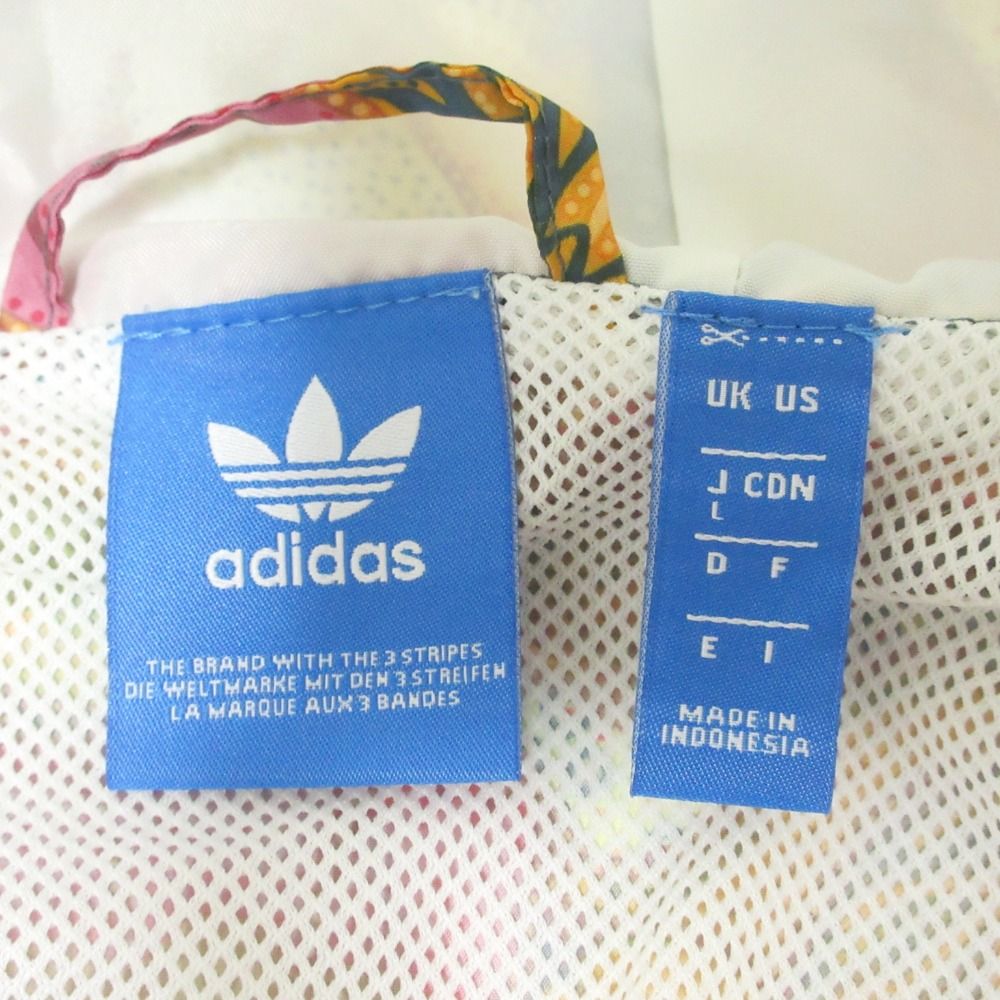 adidas
THE BRAND WITH THE 3 STRIPES
DIE WELTMARKE MIT DEN 3 STREIFEN
LA MARQUE AUX 3 BANDES
UK US
J CDN
L
D F
E I
MADE IN
INDONESIA